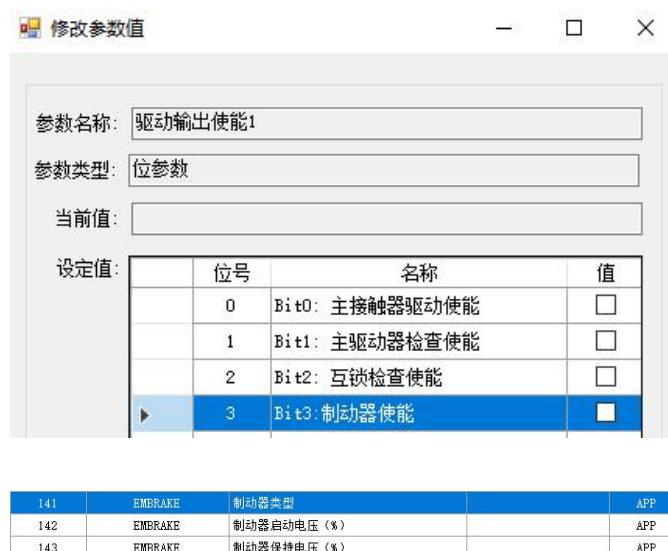 修改参数值
参数名称: 驱动输出使能1
参数类型: 位参数
当前值:
设定值: 位号 名称 值
0 Bit0: 主接触器驱动使能
1 Bit1: 主驱动器检查使能
2 Bit2: 互锁检查使能
3 Bit3:制动器使能
141 EMBRAKE 制动器类型 APP
142 EMBRAKE 制动器启动电压（%） APP
143 EMBRAKE 制动器保持电压（%） APP